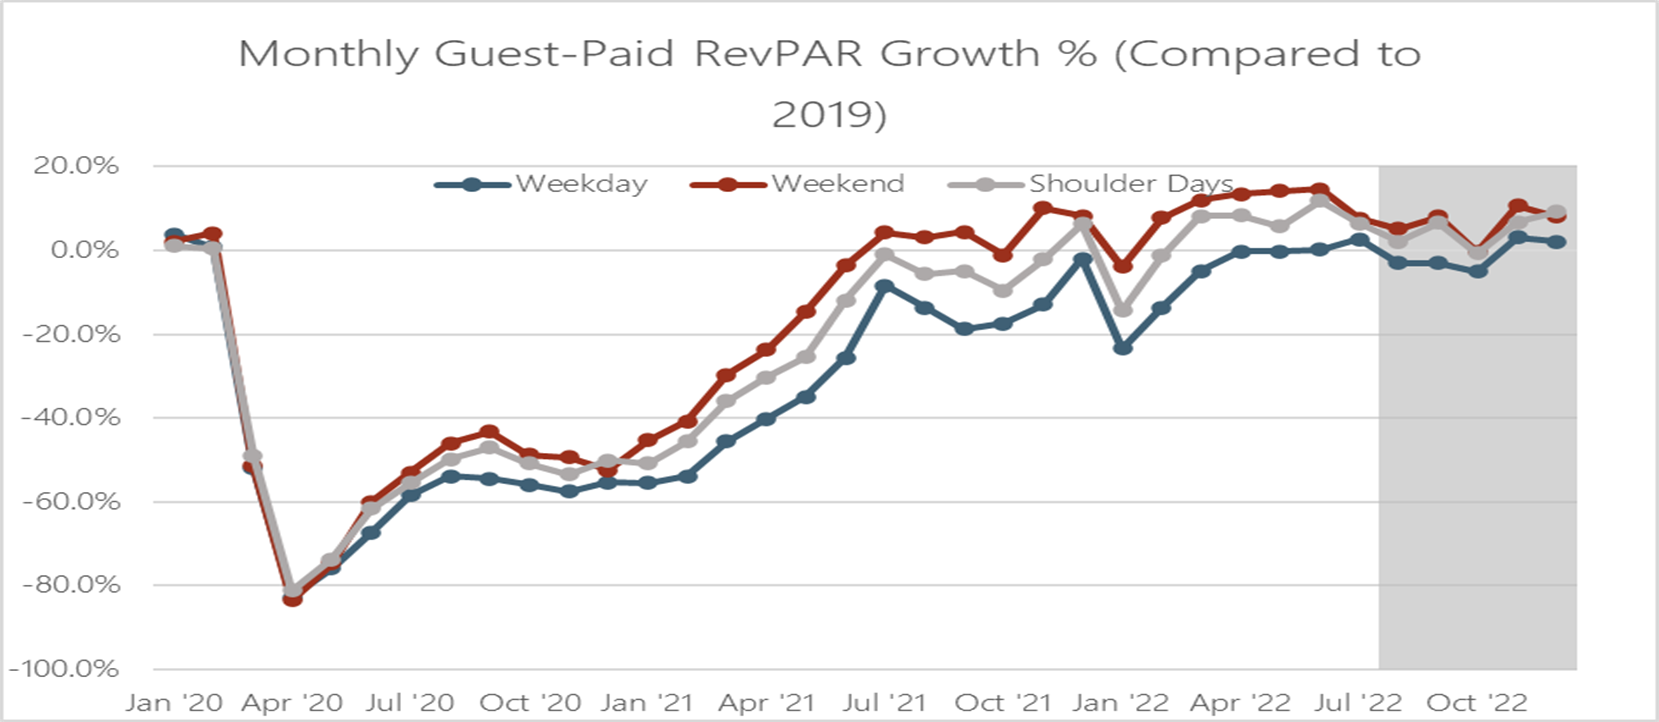 Monthly Guest-Paid RevPAR Growth % (Compared to
2019)
20.0%
Weekday Weekend Shoulder Days
0.0%
-20.0%
-40.0%
-60.0%
-80.0%
-100.0%
Jan '20 Apr '20 Jul '20 Oct '20 Jan '21 Apr '21 Jul '21 Oct '21 Jan '22 Apr '22 Jul '22 Oct '22